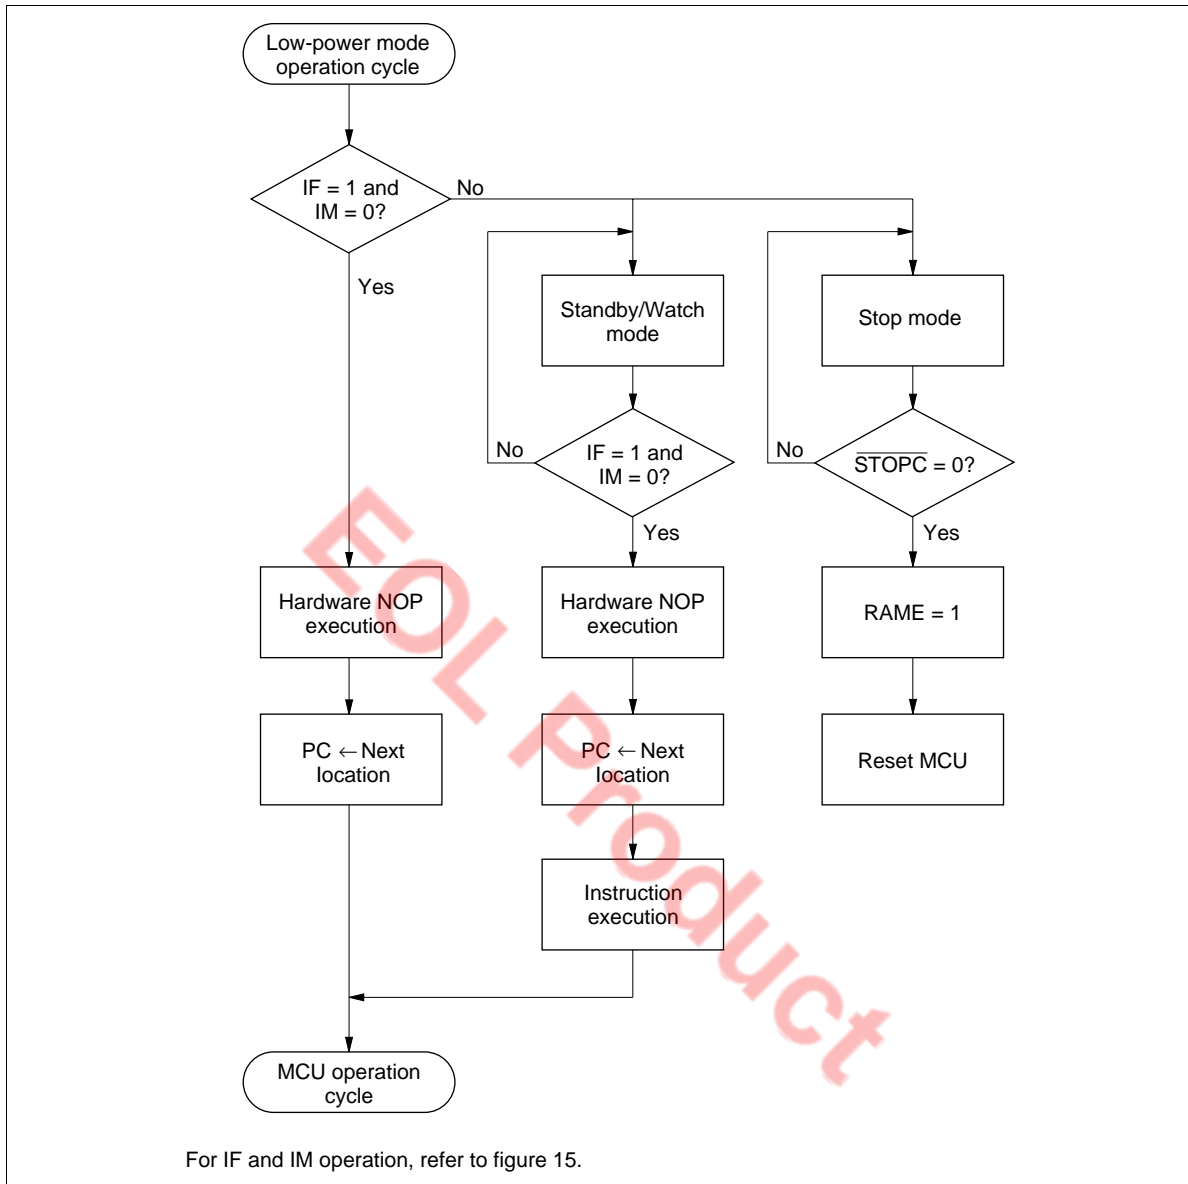 Low-power mode
operation cycle
IF = 1 and
IM = 0?
No
Yes
Standby/Watch
mode
Stop mode
No
IF = 1 and
IM = 0?
Yes
No
S̅T̅O̅P̅C̅ = 0?
Yes
Hardware NOP
execution
Hardware NOP
execution
RAME = 1
PC ← Next
location
PC ← Next
location
Reset MCU
Instruction
execution
MCU operation
cycle
For IF and IM operation, refer to figure 15.
EOL Product